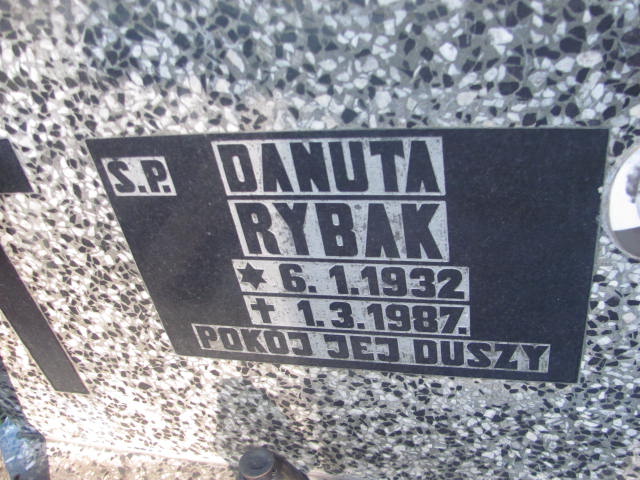 Ś.P. DANUTA
RYBAK
✶ 6. 1.1932
✝ 1.3.1987.
POKÓJ JEJ DUSZY